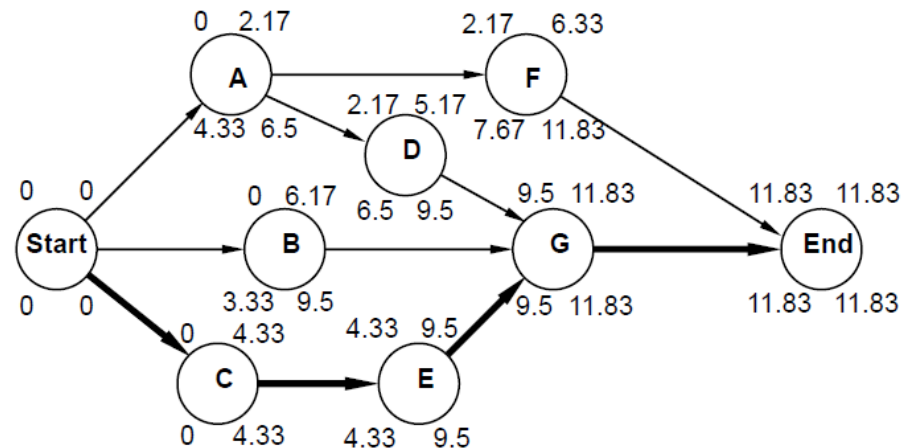 0 2.17
A
4.33 6.5
2.17 6.33
F
7.67 11.83
2.17 5.17
D
6.5 9.5
0 0
Start
0 0
0 6.17
B
3.33 9.5
9.5 11.83
G
9.5 11.83
11.83 11.83
End
11.83 11.83
0 4.33
C
0 4.33
4.33 9.5
E
4.33 9.5